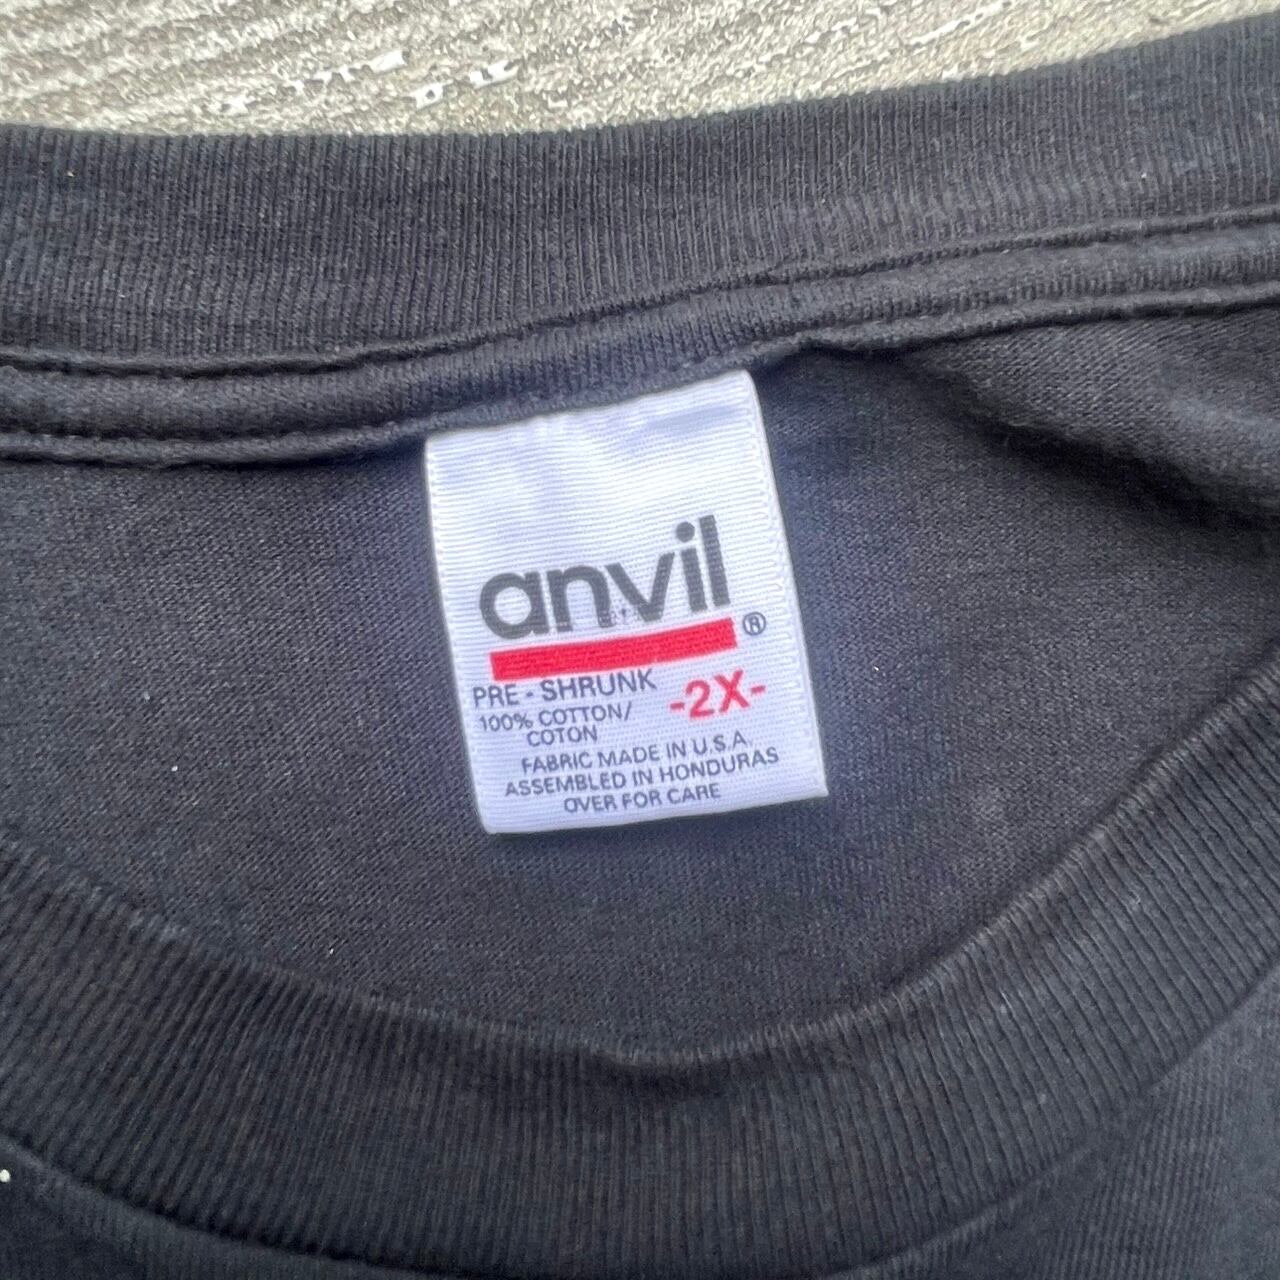 anvil®
PRE - SHRUNK
-2X-
100% COTTON/
COTON
FABRIC MADE IN U.S.A.
ASSEMBLED IN HONDURAS
OVER FOR CARE